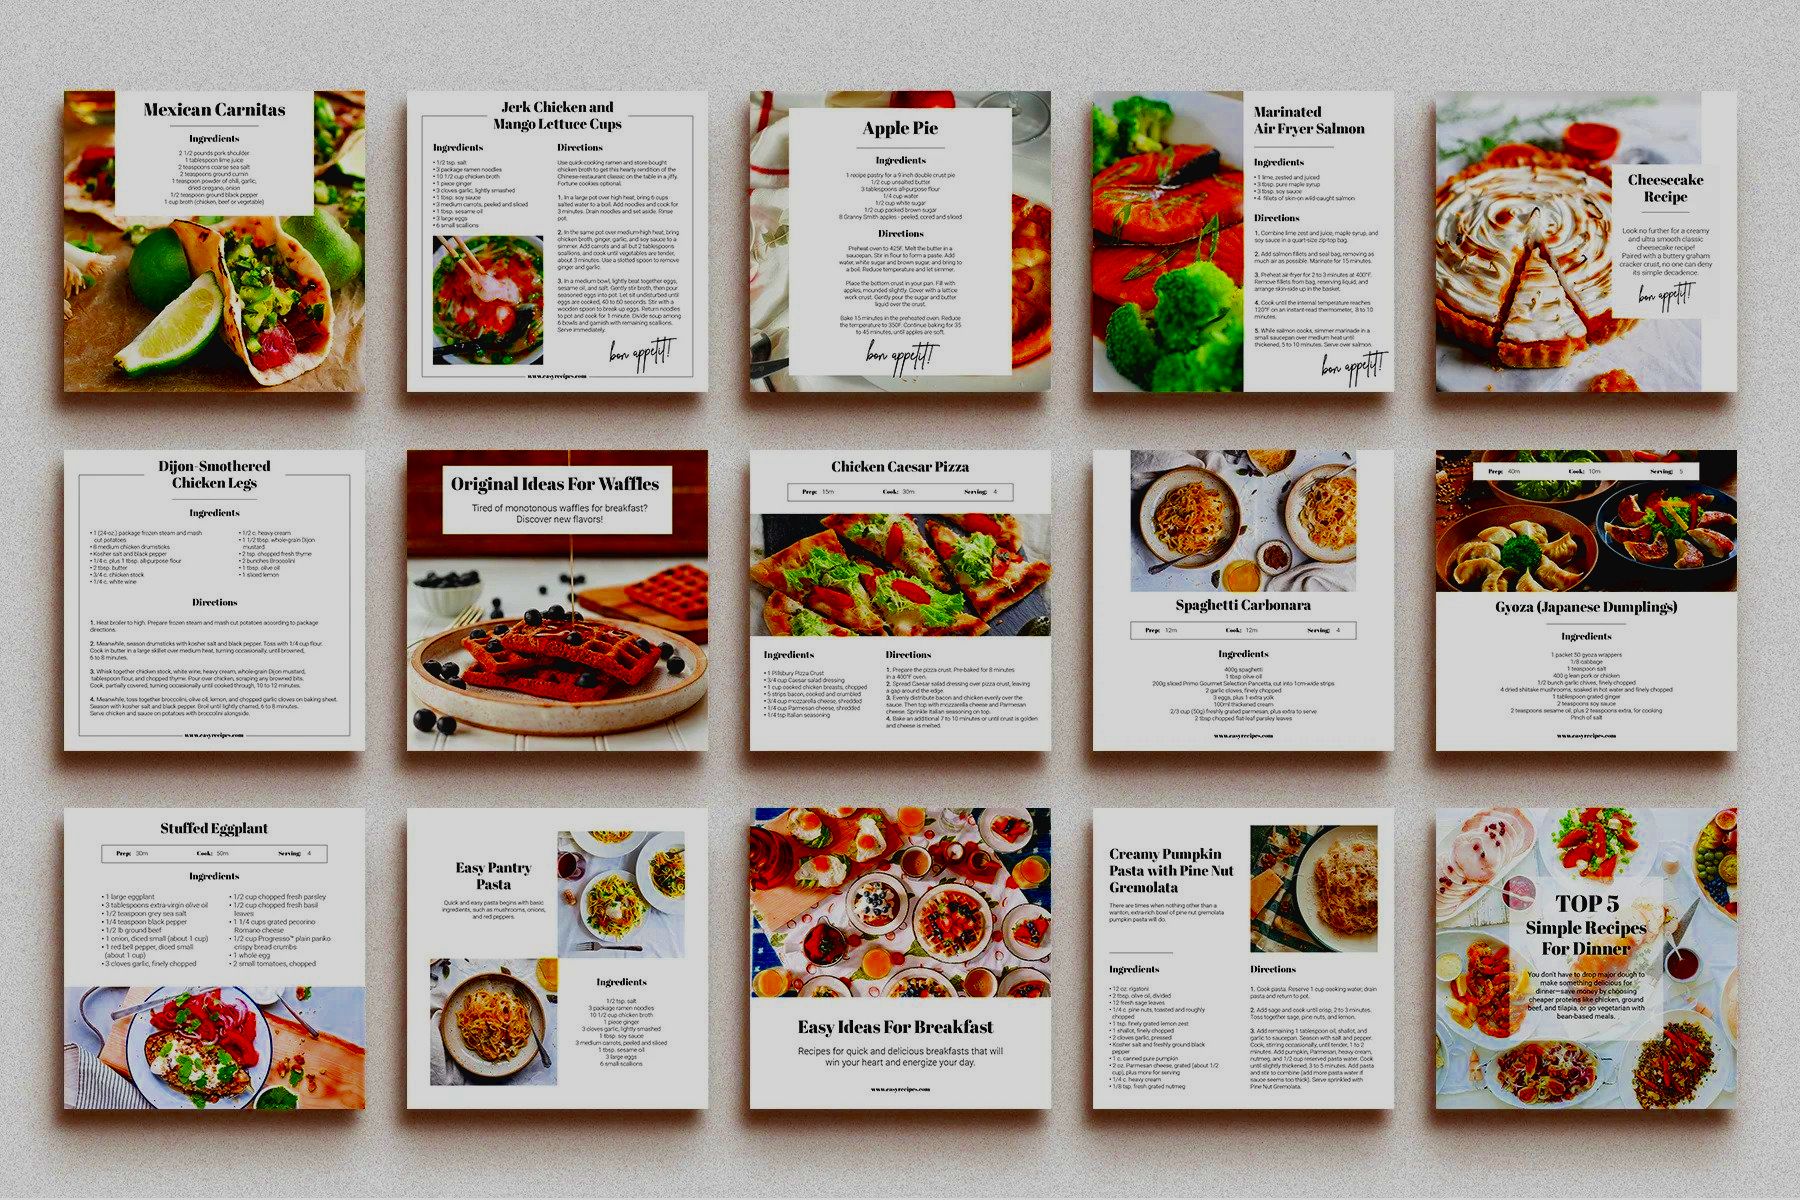 Mexican Carnitas
Ingredients
2 1/2 pounds pork shoulder
1 tablespoon lime juice
2 teaspoons coarse sea salt
2 teaspoons ground cumin
1 teaspoon powder of chili, garlic,
dried oregano, onion
1/2 teaspoon ground black pepper
1 cup broth (chicken, beef or vegetable)
Jerk Chicken and
Mango Lettuce Cups
Ingredients
• 1/2 tsp. salt
• 3 package ramen noodles
• 10 1/2 cup chicken broth
• 1 piece ginger
• 3 cloves garlic, lightly smashed
• 1 tbsp. soy sauce
• 3 medium carrots, peeled and sliced
• 1 tbsp. sesame oil
• 3 large eggs
• 6 small scallions
Directions
Use quick-cooking ramen and store-bought
chicken broth to get this hearty rendition of the
Chinese-restaurant classic on the table in a jiffy.
Fortune cookies optional.
1. In a large pot over high heat, bring 6 cups
salted water to a boil. Add noodles and cook for
3 minutes. Drain noodles and set aside. Rinse
pot.
2. In the same pot over medium-high heat, bring
chicken broth, ginger, garlic, and soy sauce to a
simmer. Add carrots and all but 2 tablespoons
scallions, and cook until vegetables are tender,
about 3 minutes. Use a slotted spoon to remove
ginger and garlic.
3. In a medium bowl, lightly beat together eggs,
sesame oil, and salt. Gently stir broth, then pour
seasoned eggs into pot. Let sit undisturbed until
eggs are cooked, 40 to 60 seconds. Stir with a
wooden spoon to break up eggs. Return noodles
to pot and cook for 1 minute. Divide soup among
6 bowls and garnish with remaining scallions.
Serve immediately.
bon appetit!
www.easyrecipes.com
Apple Pie
Ingredients
1 recipe pastry for a 9 inch double crust pie
1/2 cup unsalted butter
3 tablespoons all-purpose flour
1/4 cup water
1/2 cup white sugar
1/2 cup packed brown sugar
8 Granny Smith apples - peeled, cored and sliced
Directions
Preheat oven to 425F. Melt the butter in a
saucepan. Stir in flour to form a paste. Add
water, white sugar and brown sugar, and bring to
a boil. Reduce temperature and let simmer.
Place the bottom crust in your pan. Fill with
apples, mounded slightly. Cover with a lattice
work crust. Gently pour the sugar and butter
liquid over the crust.
Bake 15 minutes in the preheated oven. Reduce
the temperature to 350F. Continue baking for 35
to 45 minutes, until apples are soft.
bon appetit!
Marinated
Air Fryer Salmon
Ingredients
• 1 lime, zested and juiced
• 3 tbsp. pure maple syrup
• 3 tbsp. soy sauce
• 4 fillets of skin-on wild-caught salmon
Directions
1. Combine lime zest and juice, maple syrup, and
soy sauce in a quart-size zip-top bag.
2. Add salmon fillets and seal bag, removing as
much air as possible. Marinate for 15 minutes.
3. Preheat air-fryer for 2 to 3 minutes at 400°F.
Remove fillets from bag, reserving liquid, and
arrange skin-side up in the basket.
4. Cook until the internal temperature reaches
120°F on an instant-read thermometer, 3 to 10
minutes.
5. While salmon cooks, simmer marinade in a
small saucepan over medium heat until
thickened, 5 to 10 minutes. Serve over salmon.
bon appetit!
Cheesecake
Recipe
Look no further for a creamy
and ultra smooth classic
cheesecake recipe!
Paired with a buttery graham
cracker crust, no one can deny
its simple decadence.
bon appetit!
Dijon-Smothered
Chicken Legs
Ingredients
• 1 (24-oz.) package frozen steam and mash
cut potatoes
• 8 medium chicken drumsticks
• Kosher salt and black pepper
• 1/4 c. plus 1 tbsp. all-purpose flour
• 2 tbsp. butter
• 3/4 c. chicken stock
• 1/4 c. white wine
• 1/2 c. heavy cream
• 1 1/2 tbsp. whole-grain Dijon
mustard
• 2 tsp. chopped fresh thyme
• 2 bunches Broccolini
• 1 tbsp. olive oil
• 1 sliced lemon
Directions
1. Heat broiler to high. Prepare frozen steam and mash cut potatoes according to package
directions.
2. Meanwhile, season drumsticks with kosher salt and black pepper. Toss with 1/4 cup flour.
Cook in butter in a large skillet over medium heat, turning occasionally, until browned,
6 to 8 minutes.
3. Whisk together chicken stock, white wine, heavy cream, whole-grain Dijon mustard,
tablespoon flour, and chopped thyme. Pour over chicken, scraping any browned bits.
Cook, partially covered, turning occasionally until cooked through, 10 to 12 minutes.
4. Meanwhile, toss together broccolini, olive oil, lemon, and chopped garlic cloves on baking sheet.
Season with kosher salt and black pepper. Broil until lightly charred, 6 to 8 minutes.
Serve chicken and sauce on potatoes with broccolini alongside.
www.easyrecipes.com
Original Ideas For Waffles
Tired of monotonous waffles for breakfast?
Discover new flavors!
Chicken Caesar Pizza
Prep: 15m Cook: 30m Serving: 4
Ingredients
• 1 Pillsbury Pizza Crust
• 3/4 cup Caesar salad dressing
• 1 cup cooked chicken breasts, chopped
• 5 strips bacon, cooked and crumbled
• 3/4 cup mozzarella cheese, shredded
• 1/4 cup Parmesan cheese, shredded
• 1/4 tsp Italian seasoning
Directions
1. Prepare the pizza crust. Pre-baked for 8 minutes
in a 400°F oven.
2. Spread Caesar salad dressing over pizza crust, leaving
a gap around the edge.
3. Evenly distribute bacon and chicken evenly over the
sauce. Then top with mozzarella cheese and Parmesan
cheese. Sprinkle Italian seasoning on top.
4. Bake an additional 7 to 10 minutes or until crust is golden
and cheese is melted.
Spaghetti Carbonara
Prep: 12m Cook: 12m Serving: 4
Ingredients
400g spaghetti
1 tbsp olive oil
200g sliced Primo Gourmet Selection Pancetta, cut into 1cm-wide strips
2 garlic cloves, finely chopped
3 eggs, plus 1 extra yolk
100ml thickened cream
2/3 cup (50g) freshly grated parmesan, plus extra to serve
2 tbsp chopped flat-leaf parsley leaves
www.easyrecipes.com
Prep: 40m Cook: 10m Serving: 5
Gyoza (Japanese Dumplings)
Ingredients
1 packet 50 gyoza wrappers
1/8 cabbage
1 teaspoon salt
400 g lean pork or chicken
1/2 bunch garlic chives, finely chopped
4 dried shiitake mushrooms, soaked in hot water and finely chopped
1 tablespoon grated ginger
2 teaspoons soy sauce
2 teaspoons sesame oil, plus 2 teaspoons extra, for cooking
Pinch of salt
www.easyrecipes.com
Stuffed Eggplant
Prep: 30m Cook: 50m Serving: 4
Ingredients
• 1 large eggplant
• 3 tablespoons extra-virgin olive oil
• 1/2 teaspoon grey sea salt
• 1/4 teaspoon black pepper
• 1/2 lb ground beef
• 1 onion, diced small (about 1 cup)
• 1 red bell pepper, diced small
(about 1 cup)
• 3 cloves garlic, finely chopped
• 1/2 cup chopped fresh parsley
• 1/2 cup chopped fresh basil
leaves
• 1 1/4 cups grated pecorino
Romano cheese
• 1/2 cup Progresso™ plain panko
crispy bread crumbs
• 1 whole egg
• 2 small tomatoes, chopped
Easy Pantry
Pasta
Quick and easy pasta begins with basic
ingredients, such as mushrooms, onions,
and red peppers.
Ingredients
1/2 tsp. salt
3 package ramen noodles
10 1/2 cup chicken broth
1 piece ginger
3 cloves garlic, lightly smashed
1 tbsp. soy sauce
3 medium carrots, peeled and sliced
1 tbsp. sesame oil
3 large eggs
6 small scallions
Easy Ideas For Breakfast
Recipes for quick and delicious breakfasts that will
win your heart and energize your day.
www.easyrecipes.com
Creamy Pumpkin
Pasta with Pine Nut
Gremolata
There are times when nothing other than a
wanton, extra-rich bowl of pine nut gremolata
pumpkin pasta will do.
Ingredients
• 12 oz. rigatoni
• 2 tbsp. olive oil, divided
• 12 fresh sage leaves
• 1/4 c. pine nuts, toasted and roughly
chopped
• 1 tsp. finely grated lemon zest
• 1 shallot, finely chopped
• 2 cloves garlic, pressed
• Kosher salt and freshly ground black
pepper
• 1 c. canned pure pumpkin
• 2 oz. Parmesan cheese, grated (about 1/2
cup), plus more for serving
• 1/4 c. heavy cream
• 1/8 tsp. fresh grated nutmeg
Directions
1. Cook pasta. Reserve 1 cup cooking water; drain
pasta and return to pot.
2. Add sage and cook until crisp, 2 to 3 minutes.
Toss together sage, pine nuts, and lemon.
3. Add remaining 1 tablespoon oil, shallot, and
garlic to saucepan. Season with salt and pepper.
Cook, stirring occasionally, until tender, 1 to 2
minutes. Add pumpkin, Parmesan, heavy cream,
nutmeg, and 1/2 cup reserved pasta water. Cook
until slightly thickened, 3 to 5 minutes. Add pasta
and stir to combine (add more pasta water if
sauce seems too thick). Serve sprinkled with
Pine Nut Gremolata.
TOP 5
Simple Recipes
For Dinner
You don't have to drop major dough to
make something delicious for
dinner—save money by choosing
cheaper proteins like chicken, ground
beef, and tilapia, or go vegetarian with
bean-based meals.